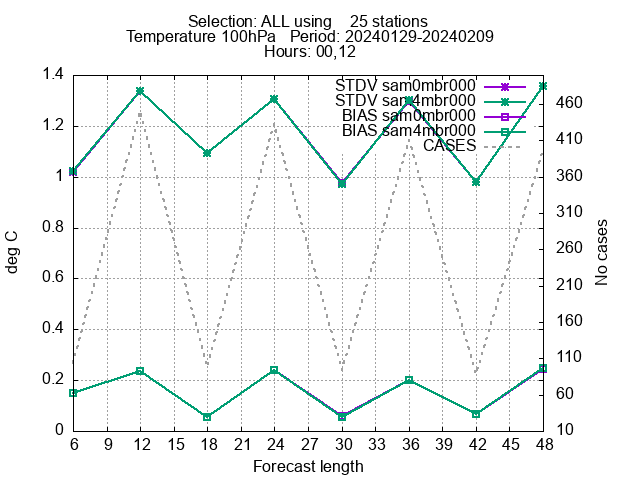 Selection: ALL using    25 stations
Temperature 100hPa   Period: 20240129-20240209
Hours: 00,12
1.4
1.2
1
0.8
0.6
0.4
0.2
0
deg C
STDV sam0mbr000
STDV sam4mbr000
BIAS sam0mbr000
BIAS sam4mbr000
CASES
460
410
360
310
260
210
160
110
60
10
No cases
6 9 12 15 18 21 24 27 30 33 36 39 42 45 48
Forecast length